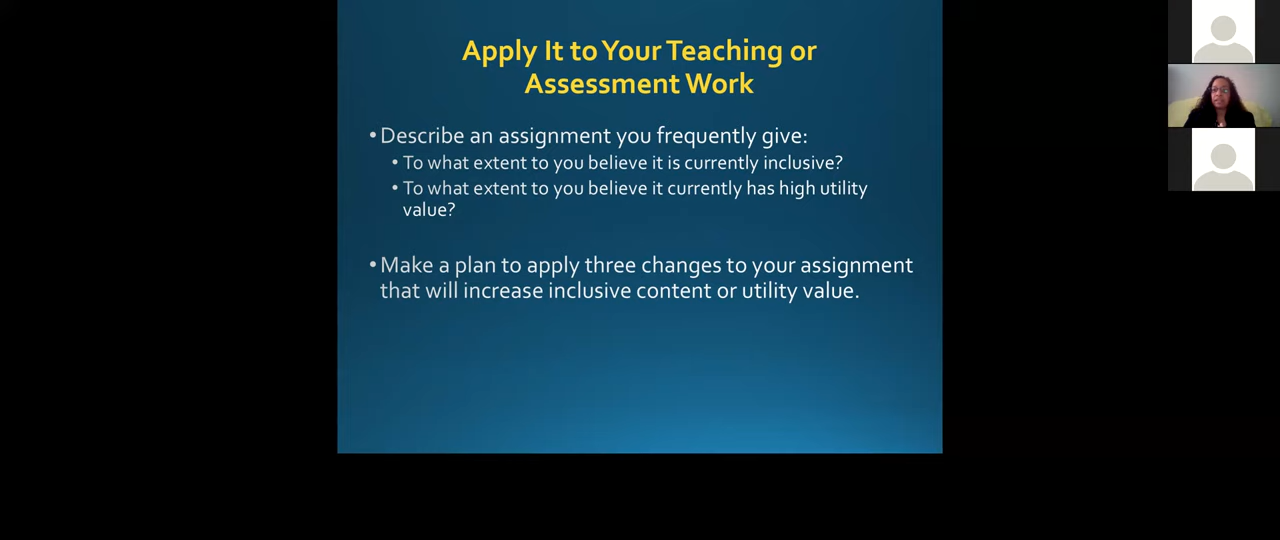 Apply It to Your Teaching or
Assessment Work
•Describe an assignment you frequently give:
• To what extent to you believe it is currently inclusive?
• To what extent to you believe it currently has high utility
value?
•Make a plan to apply three changes to your assignment
that will increase inclusive content or utility value.